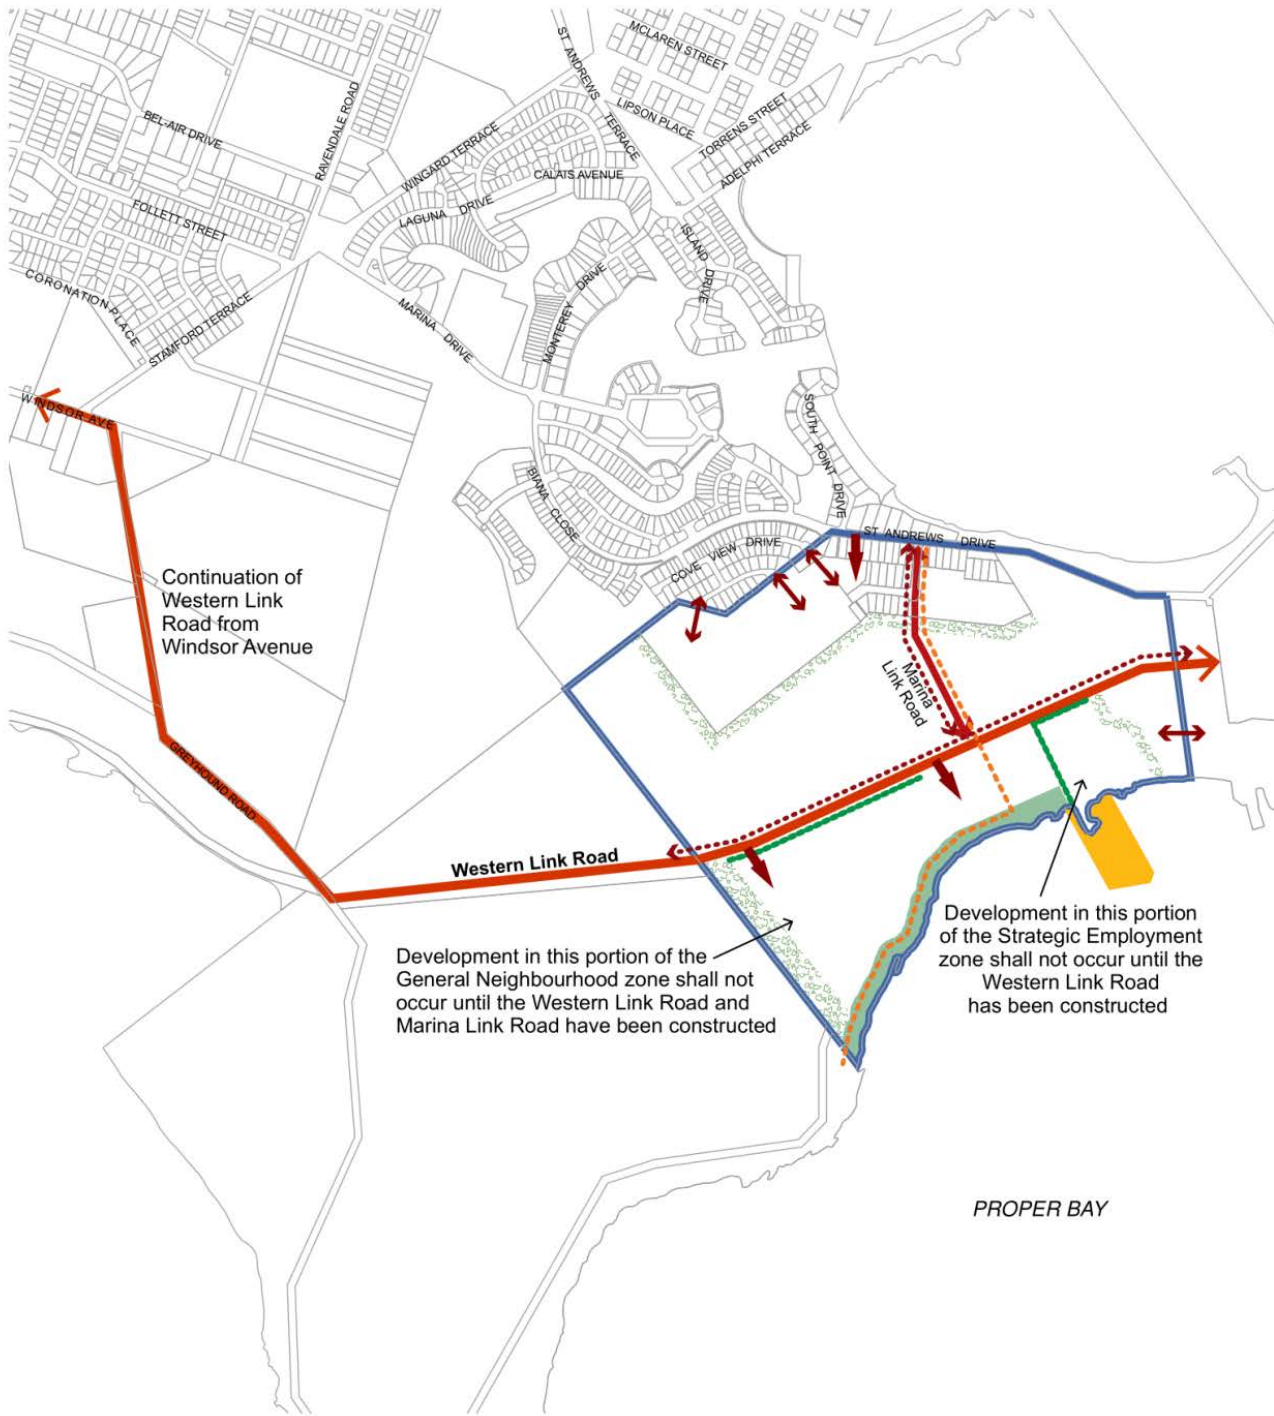 ST ANDREWS TERRACE
MCLAREN STREET
LIPSON PLACE
TORRENS STREET
ADELPHI TERRACE
BEL-AIR DRIVE
RAVENDALE ROAD
WINGARD TERRACE
CALAIS AVENUE
LAGUNA DRIVE
FOLLETT STREET
ISLAND DRIVE
CORONATION PLACE
STAMFORD TERRACE
MARINA DRIVE
MONTEREY DRIVE
WINDSOR AVE
SOUTH POINT DRIVE
BIANA CLOSE
ST ANDREWS DRIVE
COVE VIEW DRIVE
Continuation of
Western Link
Road from
Windsor Avenue
Marina
Link Road
GREYHOUND ROAD
Western Link Road
Development in this portion of the
General Neighbourhood zone shall not
occur until the Western Link Road and
Marina Link Road have been constructed
Development in this portion
of the Strategic Employment
zone shall not occur until the
Western Link Road
has been constructed
PROPER BAY